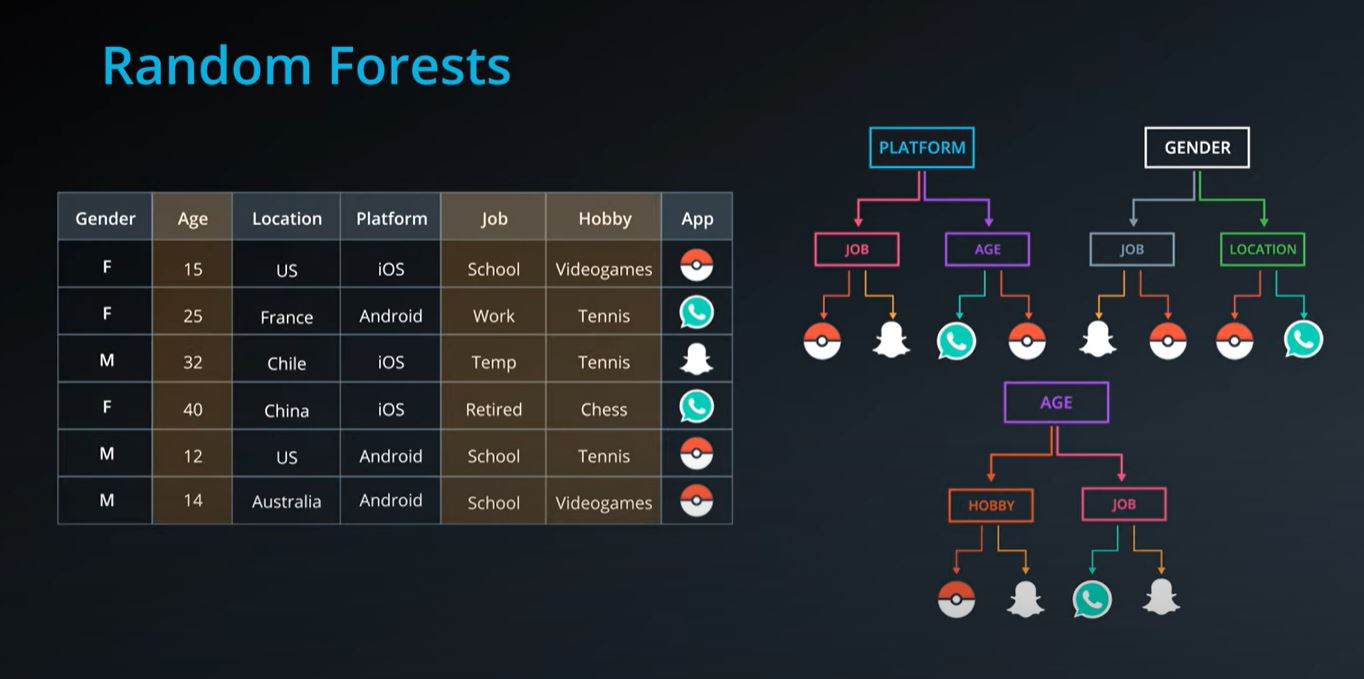 Random Forests
Gender Age Location Platform Job Hobby App
F 15 US iOS School Videogames
F 25 France Android Work Tennis
M 32 Chile iOS Temp Tennis
F 40 China iOS Retired Chess
M 12 US Android School Tennis
M 14 Australia Android School Videogames
PLATFORM
JOB AGE
GENDER
JOB LOCATION
AGE
HOBBY JOB